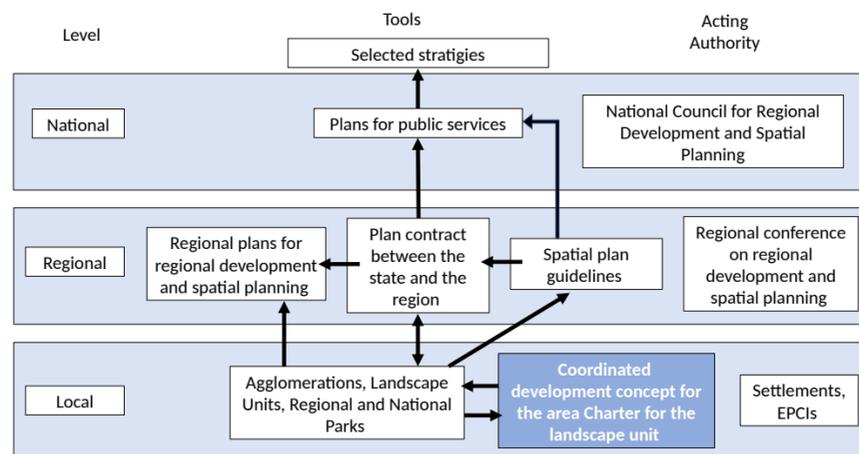 Level
Tools
Acting
Authority
Selected stratigies
National
Plans for public services
National Council for Regional
Development and Spatial
Planning
Regional
Regional plans for
regional development
and spatial planning
Plan contract
between the
state and the
region
Spatial plan
guidelines
Regional conference
on regional
development and
spatial planning
Local
Agglomerations, Landscape
Units, Regional and National
Parks
Coordinated
development concept for
the area Charter for the
landscape unit
Settlements,
EPCIs